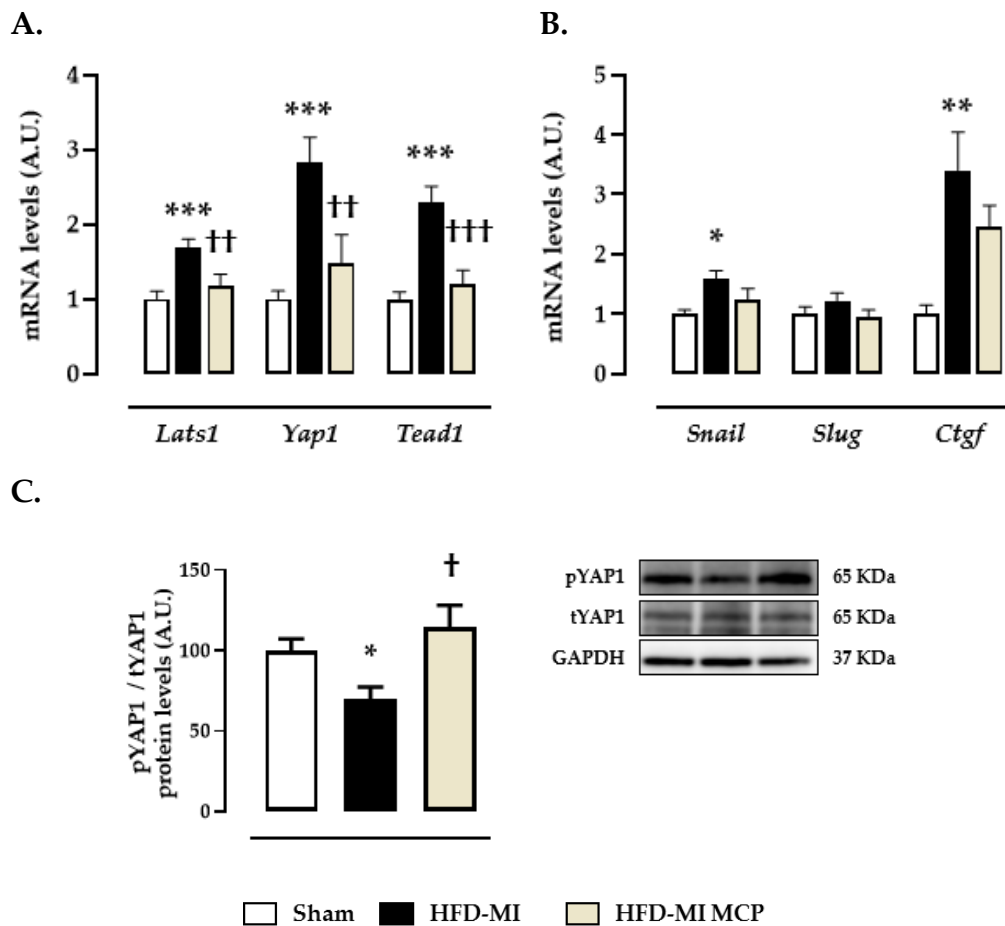 A.
mRNA levels (A.U.)
4
3
2
1
0
***
††
***
††
***
†††
Lats1 Yap1 Tead1
B.
mRNA levels (A.U.)
5
4
3
2
1
0
*
**
Snail Slug Ctgf
C.
pYAP1 / tYAP1
protein levels (A.U.)
150
100
50
0
*
†
pYAP1 65 KDa
tYAP1 65 KDa
GAPDH 37 KDa
Sham HFD-MI HFD-MI MCP